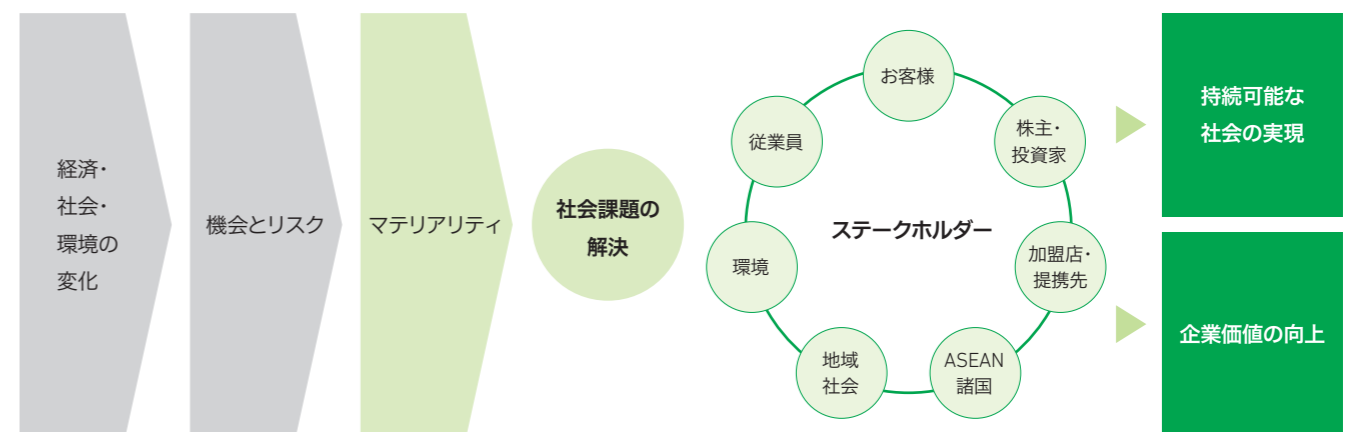 経済・
社会・
環境の
変化
機会とリスク
マテリアリティ
社会課題の
解決
ステークホルダー
お客様
株主・
投資家
加盟店・
提携先
ASEAN
諸国
地域
社会
環境
従業員
持続可能な
社会の実現
企業価値の向上